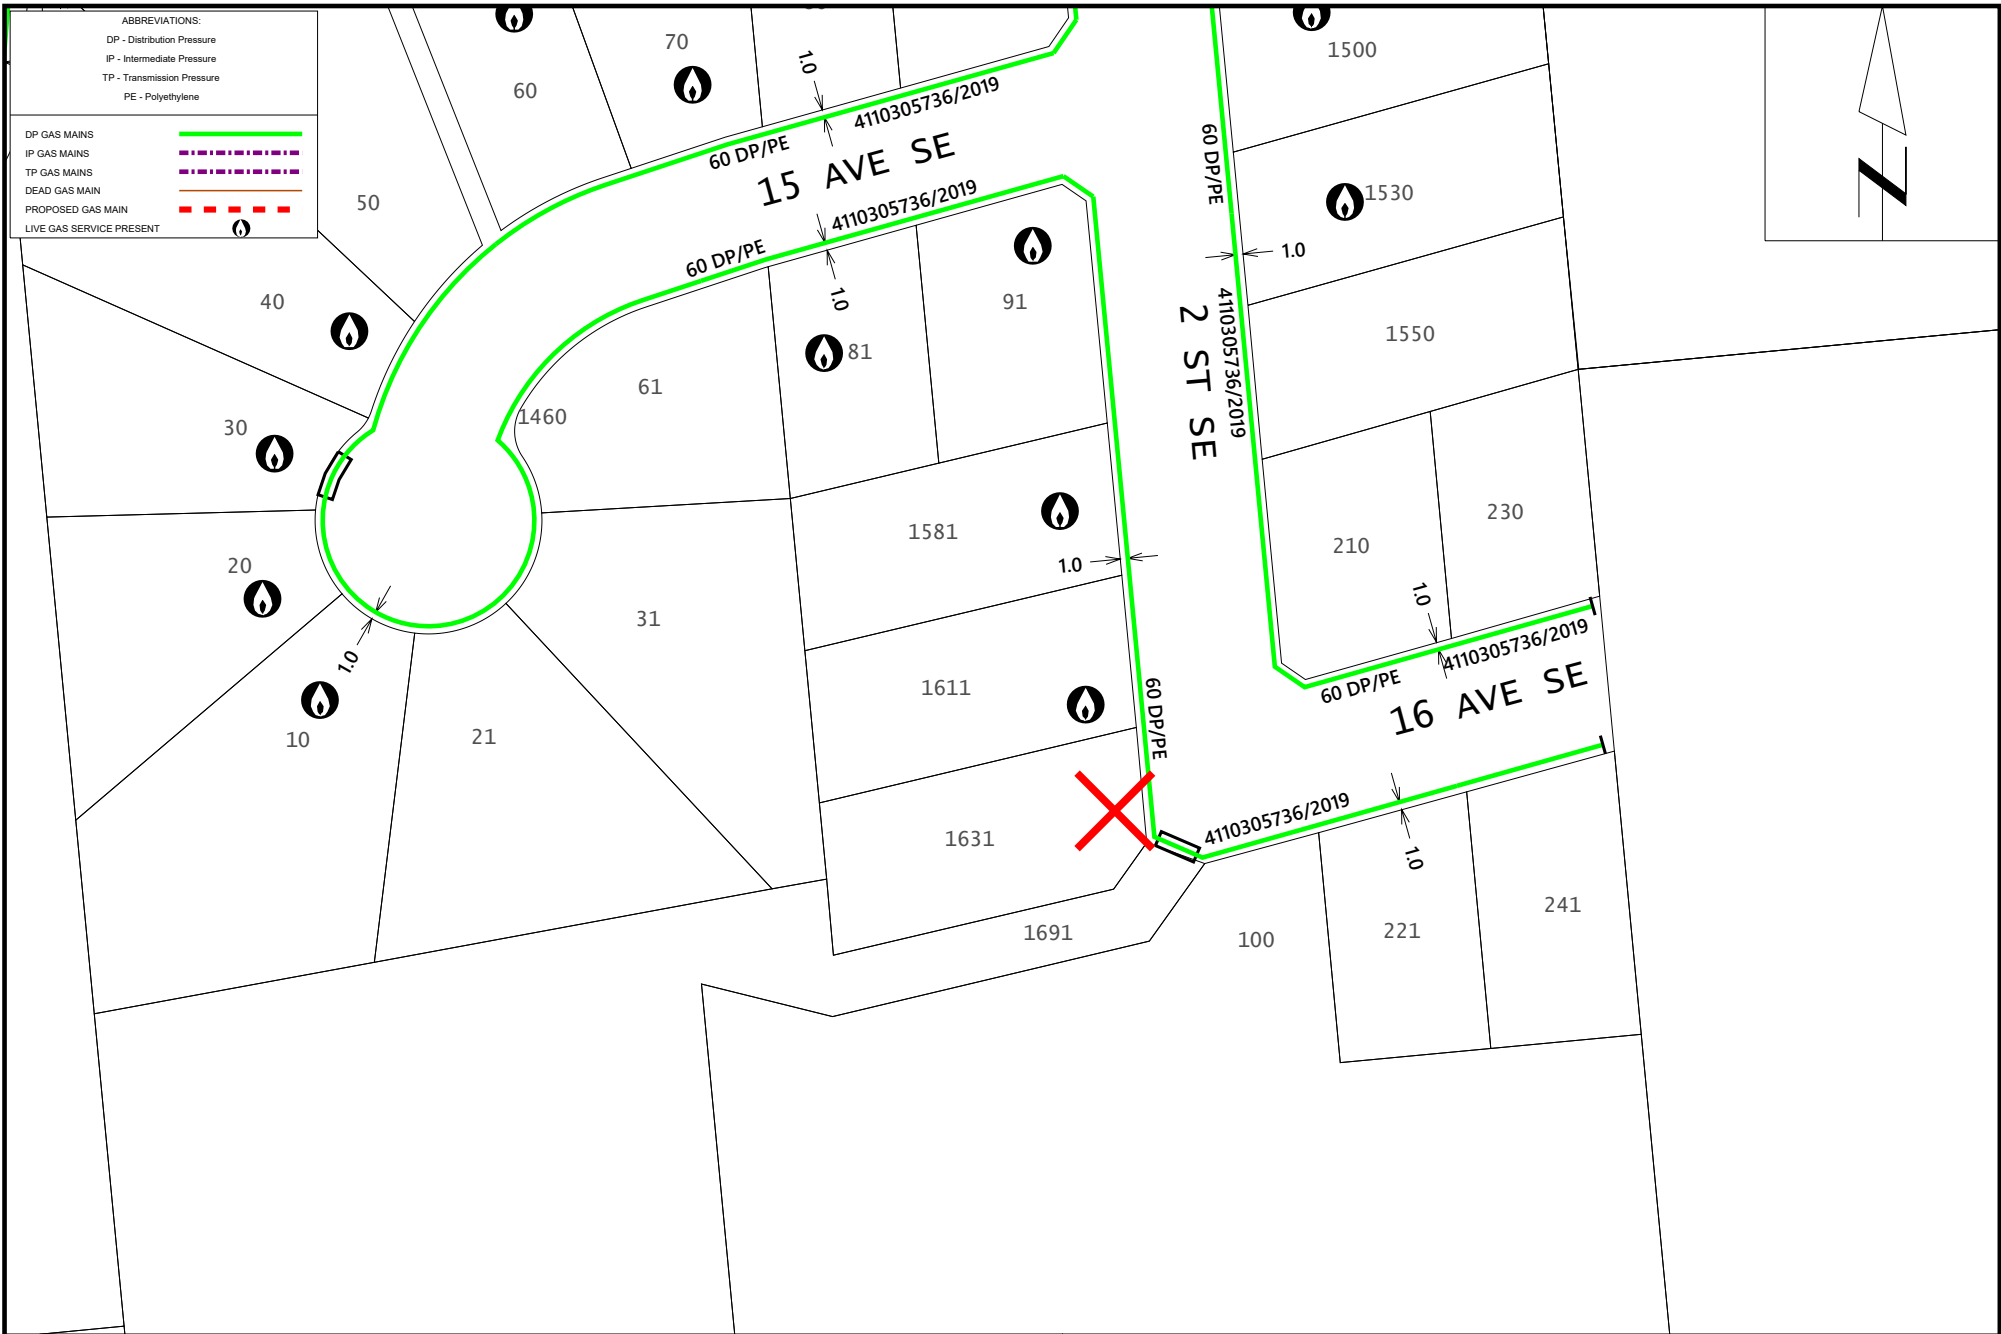 ABBREVIATIONS:
DP - Distribution Pressure
IP - Intermediate Pressure
TP - Transmission Pressure
PE - Polyethylene
DP GAS MAINS
IP GAS MAINS
TP GAS MAINS
DEAD GAS MAIN
PROPOSED GAS MAIN
LIVE GAS SERVICE PRESENT
70
60
50
40
30
20
10
21
31
61
1460
81
91
1500
1530
1550
1581
1611
1631
1691
100
210
230
221
241
1.0
60 DP/PE
4110305736/2019
15 AVE SE
60 DP/PE
4110305736/2019
1.0
60 DP/PE
1.0
4110305736/2019
2 ST SE
1.0
60 DP/PE
1.0
1.0
60 DP/PE
4110305736/2019
16 AVE SE
4110305736/2019
1.0
N